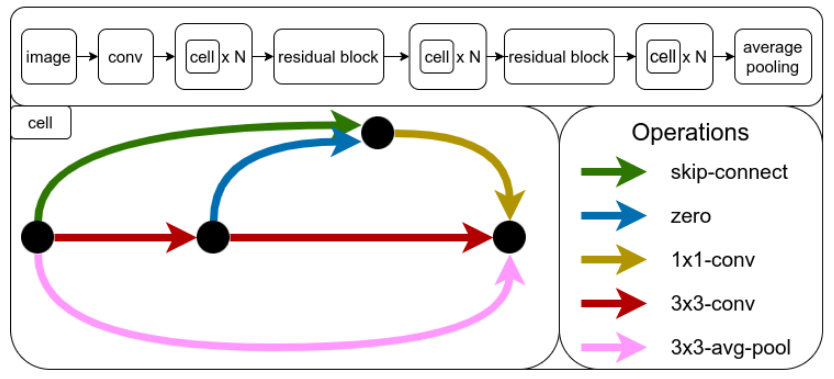 image
conv
cell x N
residual block
cell x N
residual block
cell x N
average
pooling
cell
Operations
skip-connect
zero
1x1-conv
3x3-conv
3x3-avg-pool